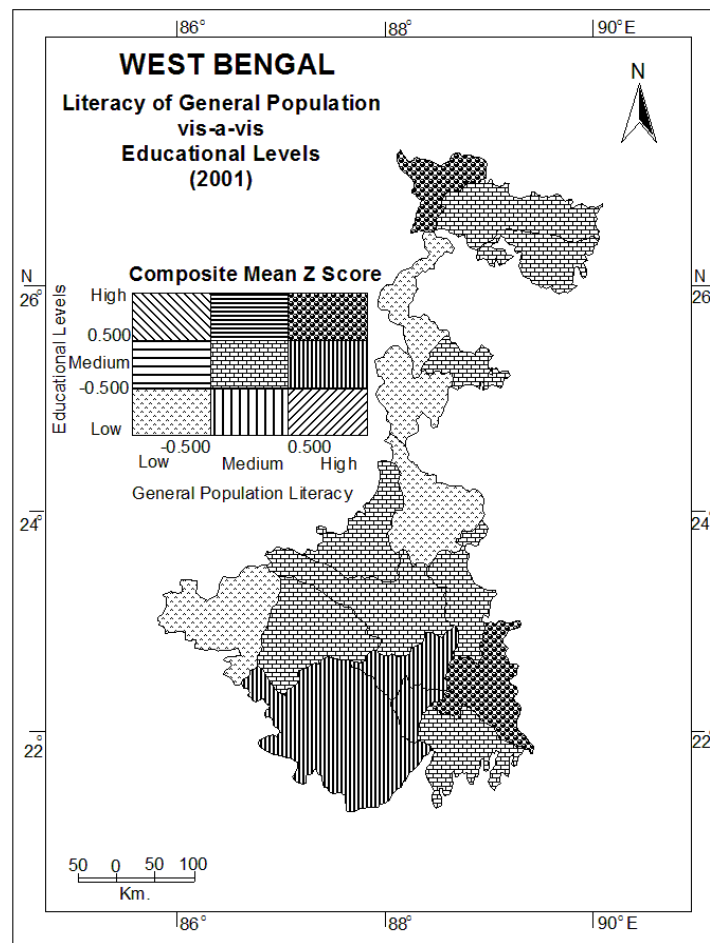 86° 88° 90°E
WEST BENGAL
Literacy of General Population
vis-a-vis
Educational Levels
(2001)
N
N N
26° 26
Composite Mean Z Score
Educational Levels
High
0.500
Medium
-0.500
Low
-0.500 0.500
Low Medium High
General Population Literacy
24° 24
22° 22°
50 0 50 100
Km.
86° 88° 90°E